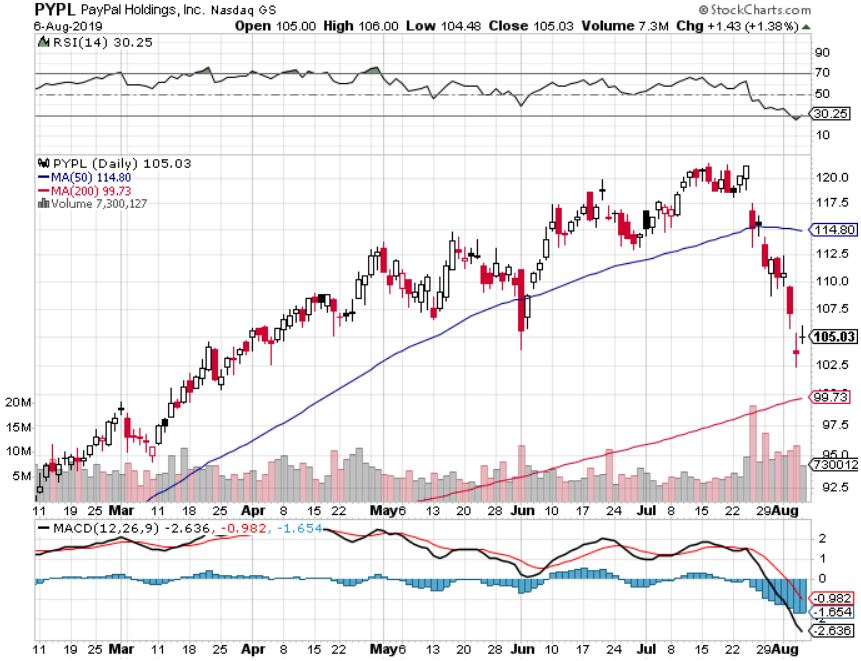 PYPL PayPal Holdings, Inc. Nasdaq GS © StockCharts.com
6-Aug-2019 Open 105.00 High 106.00 Low 104.48 Close 105.03 Volume 7.3M Chg +1.43 (+1.38%)
RSI(14) 30.25
90
70
50
30.25
10
PYPL (Daily) 105.03
MA(50) 114.80
MA(200) 99.73
Volume 7,300,127
120.0
117.5
114.80
112.5
110.0
107.5
105.03
102.5
99.73
97.5
95.0
7300127
92.5
20M
15M
10M
5M
11 19 25 Mar 11 18 25 Apr 8 15 22 May 6 13 20 28 Jun 10 17 24 Jul 8 15 22 29 Aug
MACD(12,26,9) -2.636, -0.982, -1.654
2
1
0
-0.982
-1.654
-2
-2.636
11 19 25 Mar 11 18 25 Apr 8 15 22 May 6 13 20 28 Jun 10 17 24 Jul 8 15 22 29 Aug